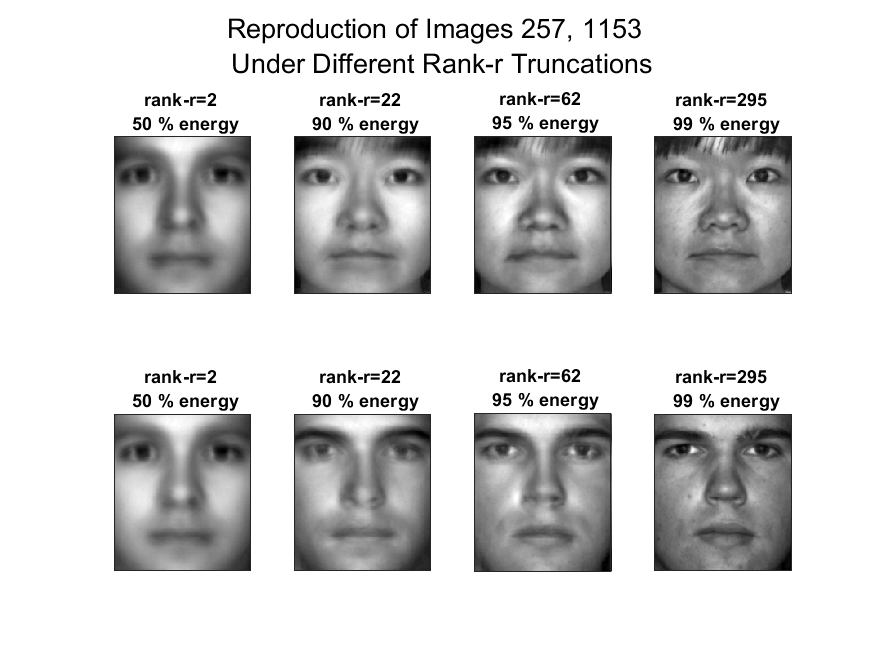 Reproduction of Images 257, 1153
Under Different Rank-r Truncations
rank-r=2
50 % energy
rank-r=22
90 % energy
rank-r=62
95 % energy
rank-r=295
99 % energy
rank-r=2
50 % energy
rank-r=22
90 % energy
rank-r=62
95 % energy
rank-r=295
99 % energy